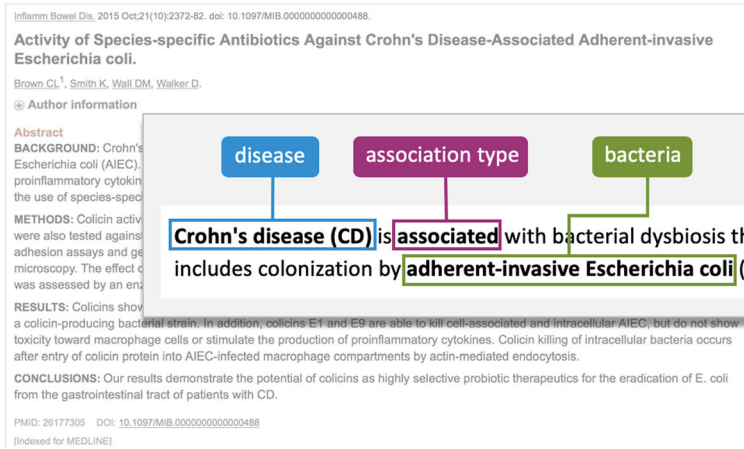 Inflamm Bowel Dis. 2015 Oct;21(10):2372-82. doi: 10.1097/MIB.0000000000000488.
Activity of Species-specific Antibiotics Against Crohn's Disease-Associated Adherent-invasive
Escherichia coli.
Brown CL1, Smith K, Wall DM, Walker D.
Author information
Abstract
BACKGROUND: Crohn's
Escherichia coli (AIEC).
proinflammatory cytokin
the use of species-speci
disease
association type
bacteria
Crohn's disease (CD) is associated with bacterial dysbiosis th
includes colonization by adherent-invasive Escherichia coli (
METHODS: Colicin activ
were also tested against
adhesion assays and ge
microscopy. The effect o
was assessed by an enz
RESULTS: Colicins show
a colicin-producing bacterial strain. In addition, colicins E1 and E9 are able to kill cell-associated and intracellular AIEC, but do not show
toxicity toward macrophage cells or stimulate the production of proinflammatory cytokines. Colicin killing of intracellular bacteria occurs
after entry of colicin protein into AIEC-infected macrophage compartments by actin-mediated endocytosis.
CONCLUSIONS: Our results demonstrate the potential of colicins as highly selective probiotic therapeutics for the eradication of E. coli
from the gastrointestinal tract of patients with CD.
PMID: 26177305 DOI: 10.1097/MIB.0000000000000488
[Indexed for MEDLINE]